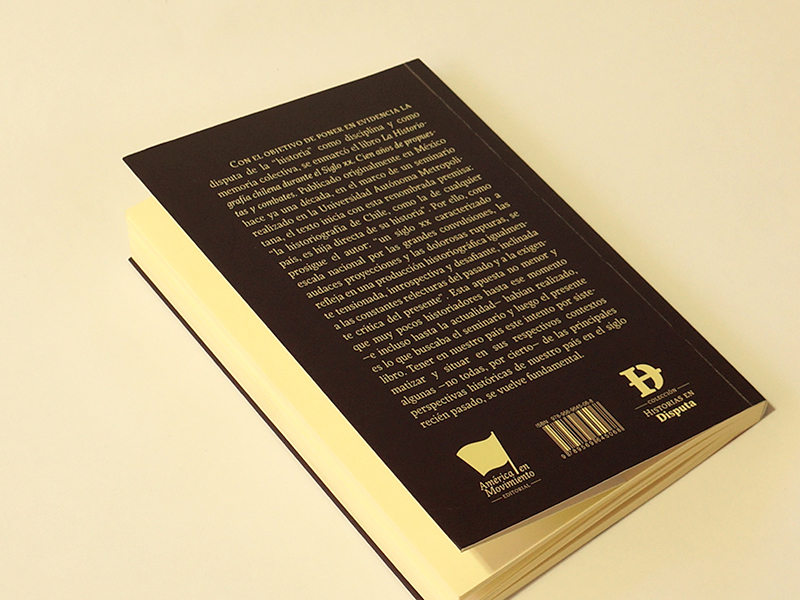 CON EL OBJETIVO DE PONER EN EVIDENCIA LA
disputa de la "historia" como disciplina y como
memoria colectiva, se enmarcó el libro La Historio-
grafía chilena durante el Siglo XX. Cien años de propues-
tas y combates. Publicado originalmente en México
hace ya una década, en el marco de un seminario
realizado en la Universidad Autónoma Metropoli-
tana, el texto inicia con esta renombrada premisa,
"la historiografía de Chile, como la de cualquier
país, es hija directa de su historia". Por ello, como
prosigue el autor: "un siglo XX caracterizado a
escala nacional por las grandes convulsiones, las
audaces proyecciones y las dolorosas rupturas, se
refleja en una producción historiográfica igualmen-
te tensionada, introspectiva y desafiante, inclinada
a las constantes relecturas del pasado y a la exigen-
te crítica del presente". Esta apuesta no menor y
que muy pocos historiadores hasta ese momento
—e incluso hasta la actualidad— habían realizado,
es lo que buscaba el seminario y luego el presente
libro. Tener en nuestro país este intento por siste-
matizar y situar en sus respectivos contextos
algunas —no todas, por cierto— de las principales
perspectivas históricas de nuestro país en el siglo
recién pasado, se vuelve fundamental.
América en
Movimiento
EDITORIAL
ISBN:
COLECCIÓN
HISTORIAS EN
Disputa